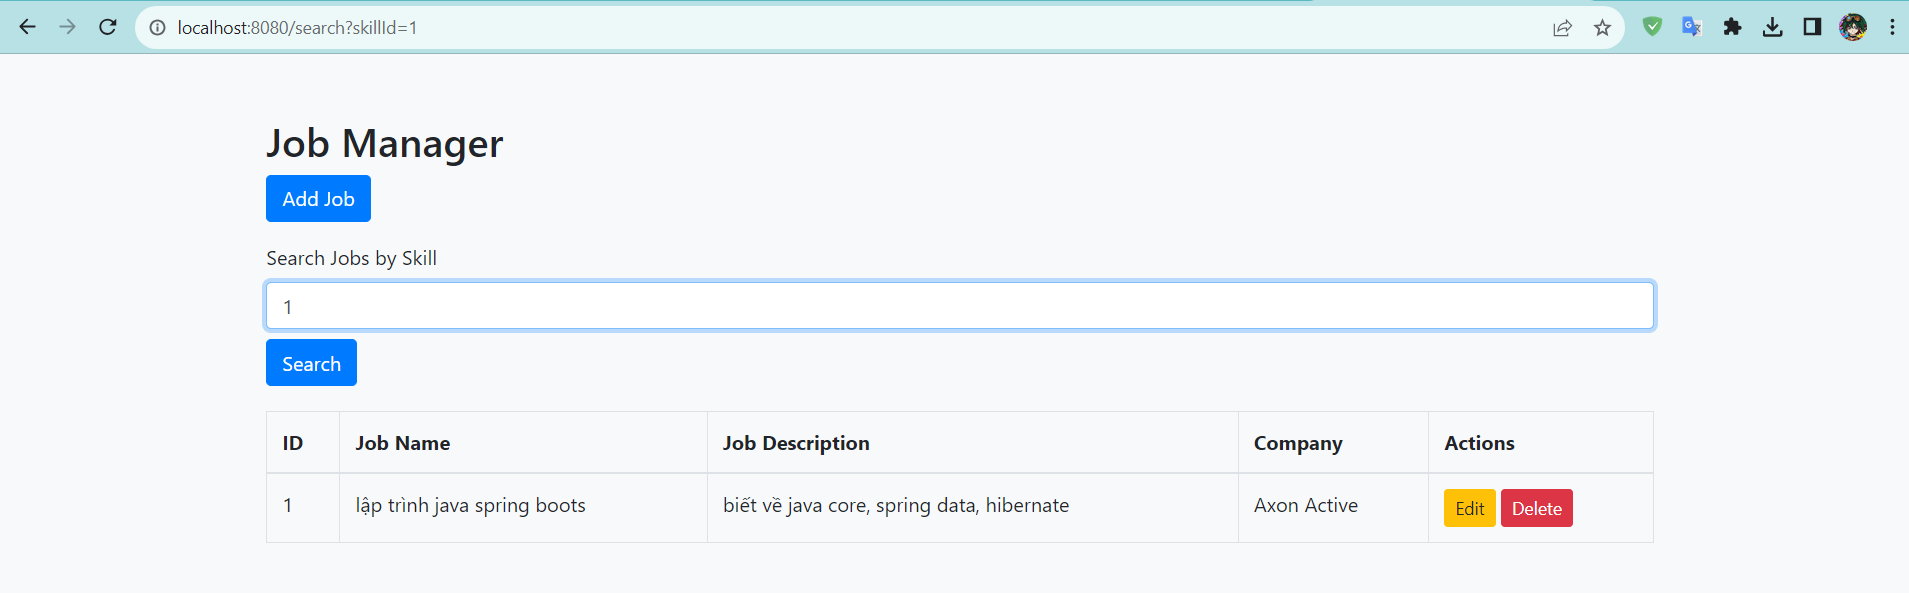 localhost:8080/search?skillId=1
Job Manager
Add Job
Search Jobs by Skill
1
Search
ID Job Name Job Description Company Actions
1 lập trình java spring boots biết về java core, spring data, hibernate Axon Active Edit Delete